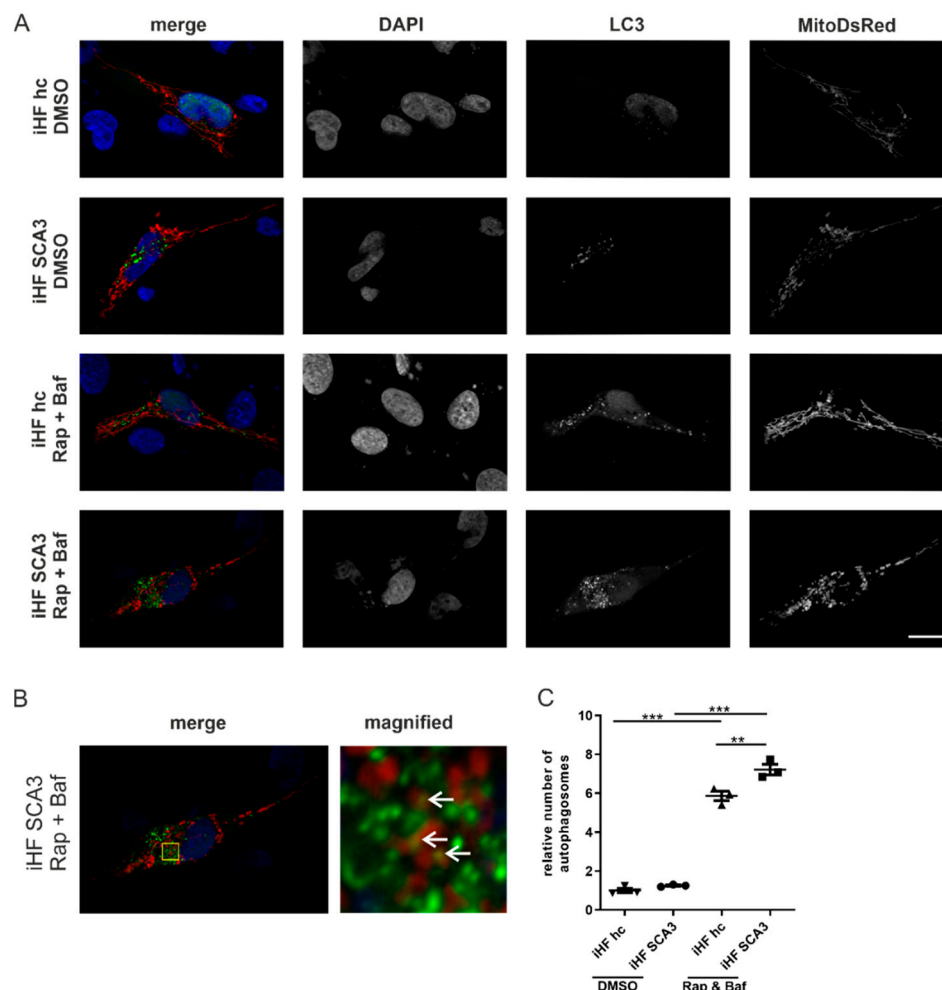 A
merge DAPI LC3 MitoDsRed
iHF hc
DMSO
iHF SCA3
DMSO
iHF hc
Rap + Baf
iHF SCA3
Rap + Baf
B
merge magnified
iHF SCA3
Rap + Baf
C
relative number of
autophagosomes
10
8
6
4
2
0
***
***
**
iHF hc
iHF SCA3
iHF hc
iHF SCA3
DMSO Rap & Baf